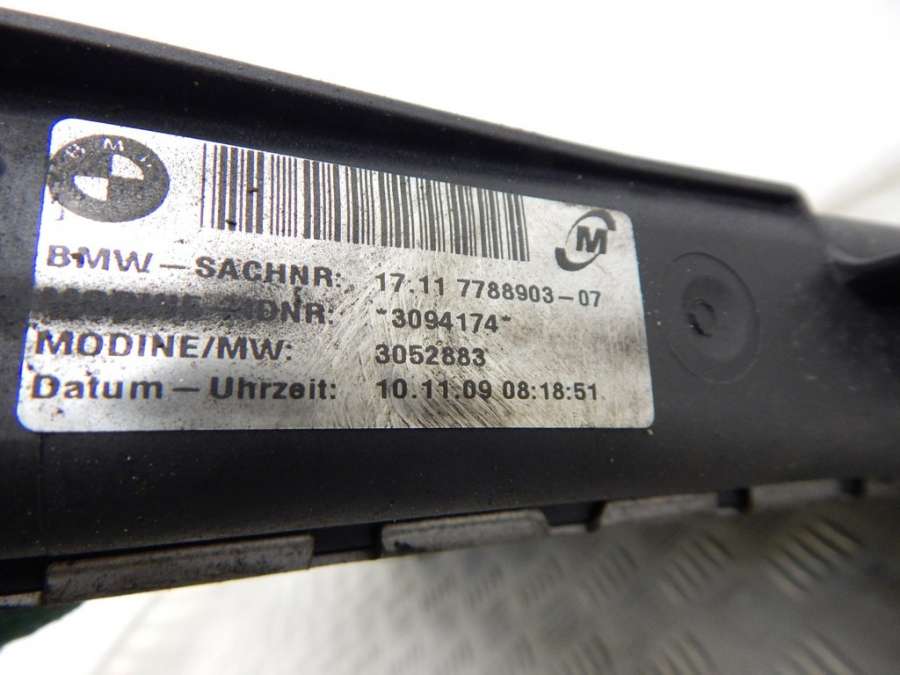 BMW
M
BMW-SACHNR: 17.11 7788903-07
IDNR: *3094174*
MODINE/MW: 3052883
Datum-Uhrzeit: 10.11.09 08:18:51